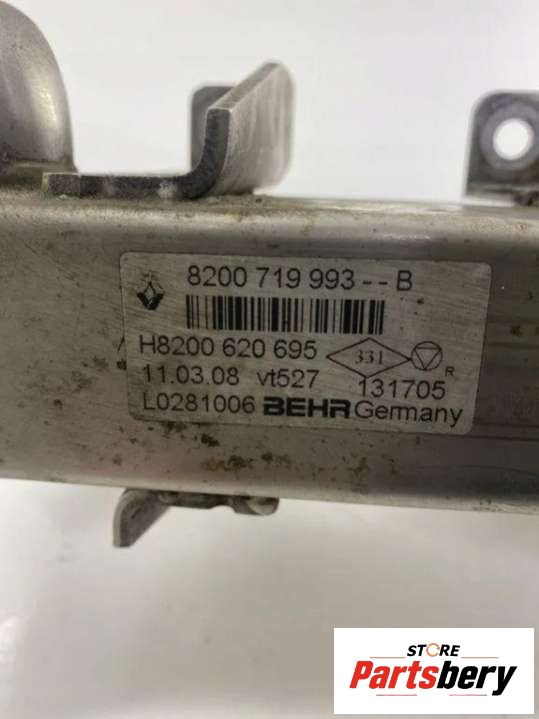 8200 719 993--B
H8200 620 695 331 R
11.03.08 vt527 131705
L0281006 BEHR Germany
STORE
Partsbery